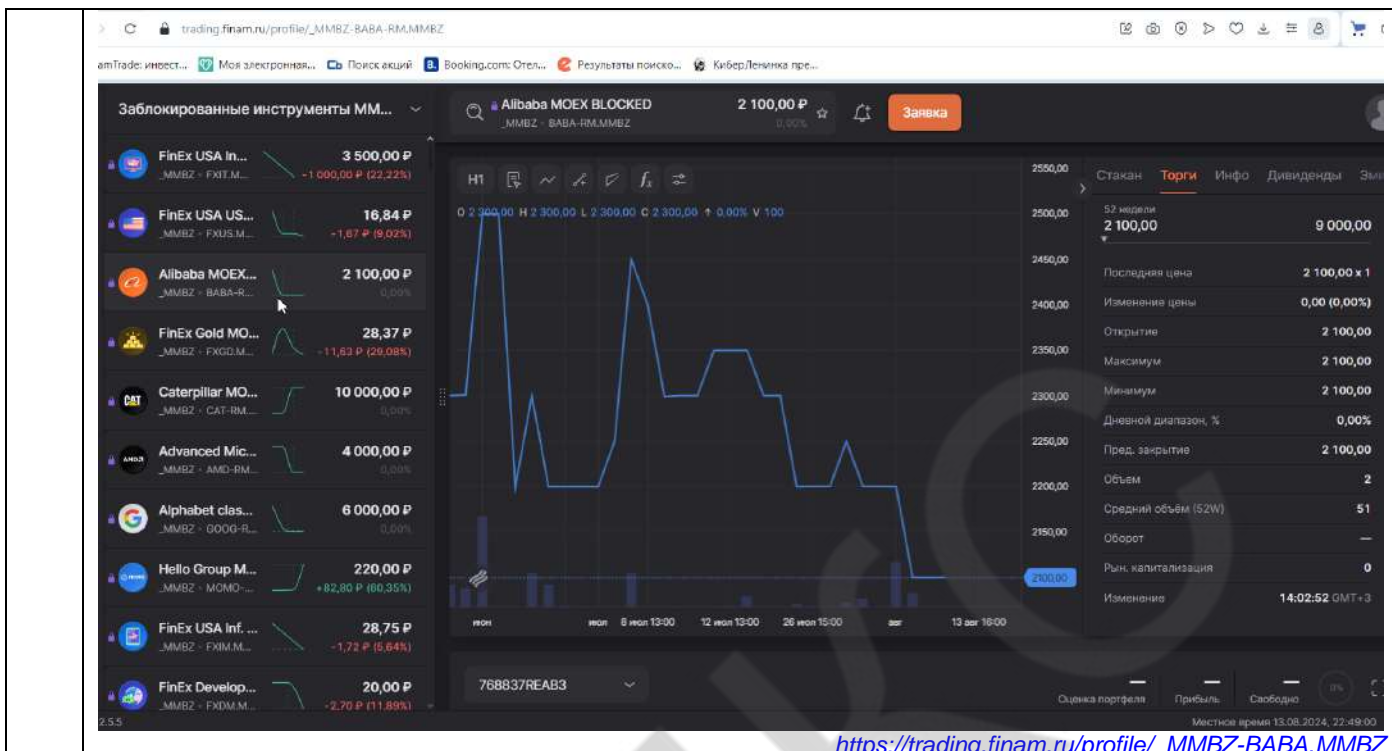 trading.finam.ru/profile/_MMBZ-BABA-RM.MMBZ
amTrade: инвест... Моя электронная... Поиск акций Booking.com: Отел... Результаты поиско... КиберЛенинка пре...
Заблокированные инструменты MM...
Alibaba MOEX BLOCKED 2 100,00 ₽ Заявка
_MMBZ · BABA-RM.MMBZ 0,00%
FinEx USA In... 3 500,00 ₽
_MMBZ · FXIT.M... -1 000,00 ₽ (22,22%)
FinEx USA US... 16,84 ₽
_MMBZ · FXUS.M... -1,67 ₽ (9,02%)
Alibaba MOEX... 2 100,00 ₽
_MMBZ · BABA-R... 0,00%
FinEx Gold MO... 28,37 ₽
_MMBZ · FXGD.M... -11,63 ₽ (29,08%)
CAT
Caterpillar MO... 10 000,00 ₽
_MMBZ · CAT-RM.... 0,00%
AMD
Advanced Mic... 4 000,00 ₽
_MMBZ · AMD-RM... 0,00%
Alphabet clas... 6 000,00 ₽
_MMBZ · GOOG-R... 0,00%
Hello Group M... 220,00 ₽
_MMBZ · MOMO-... +82,80 ₽ (60,35%)
FinEx USA Inf. ... 28,75 ₽
_MMBZ · FXIM.M... -1,72 ₽ (5,64%)
FinEx Develop... 20,00 ₽
_MMBZ · FXDM.M... -2,70 ₽ (11,89%)
2.5.5
H1 fx
O 2 300,00 H 2 300,00 L 2 300,00 C 2 300,00 ↑ 0,00% V 100
2550,00
2500,00
2450,00
2400,00
2350,00
2300,00
2250,00
2200,00
2150,00
2100,00
июн июл 8 июл 13:00 12 июл 13:00 26 июл 15:00 авг 13 авг 16:00
Стакан Торги Инфо Дивиденды Эми
52 недели
2 100,00 9 000,00
Последняя цена 2 100,00 x 1
Изменение цены 0,00 (0,00%)
Открытие 2 100,00
Максимум 2 100,00
Минимум 2 100,00
Дневной диапазон, % 0,00%
Пред. закрытие 2 100,00
Объем 2
Средний объём (52W) 51
Оборот —
Рын. капитализация 0
Изменение 14:02:52 GMT+3
768837REAB3
— — — 0%
Оценка портфеля Прибыль Свободно
Местное время 13.08.2024, 22:49:00
https://trading.finam.ru/profile/_MMBZ-BABA.MMBZ